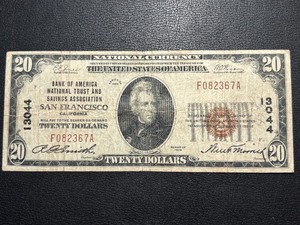 NATIONAL CURRENCY
THE UNITED STATES OF AMERICA
20
20
BANK OF AMERICA
NATIONAL TRUST AND
SAVINGS ASSOCIATION
SAN FRANCISCO
CALIFORNIA
WILL PAY TO THE BEARER ON DEMAND
TWENTY DOLLARS
F082367A
13044
F082367A
13044
20
TWENTY DOLLARS
20